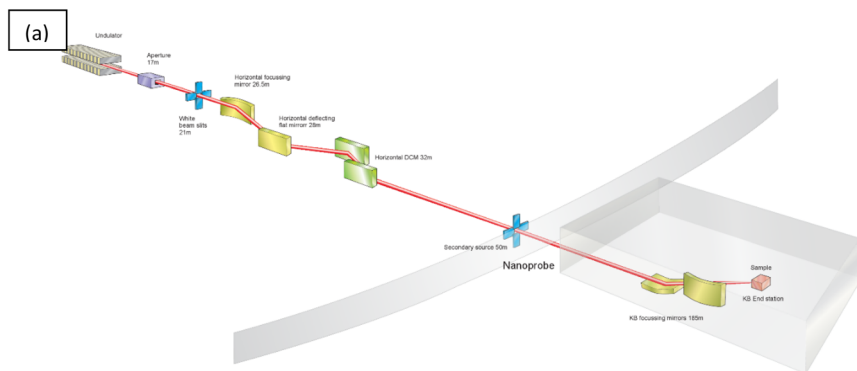 (a)
Undulator
Aperture
17m
White
beam slits
21m
Horizontal focussing
mirror 26.5m
Horizontal deflecting
flat mirrorr 28m
Horizontal DCM 32m
Secondary source 50m
Nanoprobe
Sample
KB End station
KB focussing mirrors 185m